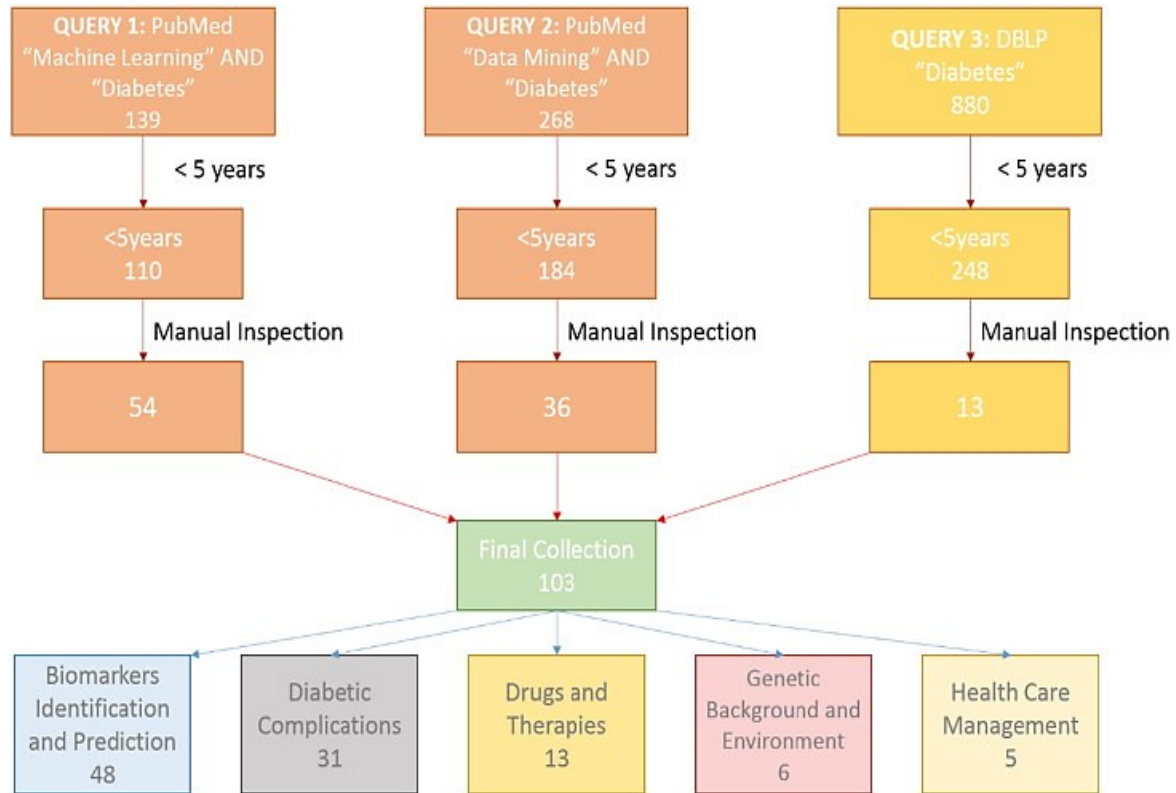 QUERY 1: PubMed
“Machine Learning” AND
“Diabetes”
139
QUERY 2: PubMed
“Data Mining” AND
“Diabetes”
268
QUERY 3: DBLP
“Diabetes”
880
< 5 years
< 5 years
< 5 years
<5years
110
<5years
184
<5years
248
Manual Inspection
Manual Inspection
Manual Inspection
54
36
13
Final Collection
103
Biomarkers
Identification
and Prediction
48
Diabetic
Complications
31
Drugs and
Therapies
13
Genetic
Background and
Environment
6
Health Care
Management
5